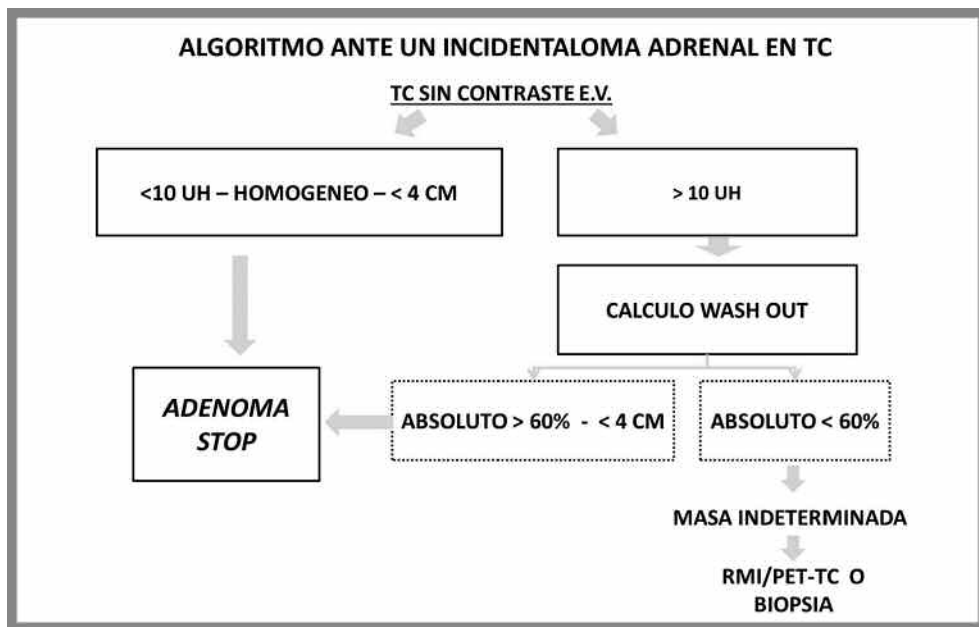 ALGORITMO ANTE UN INCIDENTALOMA ADRENAL EN TC
TC SIN CONTRASTE E.V.
<10 UH – HOMOGENEO – < 4 CM
> 10 UH
CALCULO WASH OUT
ADENOMA
STOP
ABSOLUTO > 60% - < 4 CM
ABSOLUTO < 60%
MASA INDETERMINADA
RMI/PET-TC O
BIOPSIA